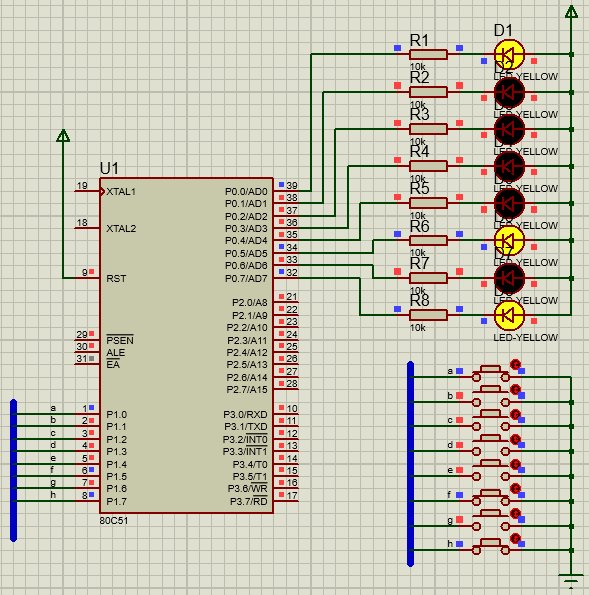 D1
R1
10k
LED-YELLOW
R2
10k
LED-YELLOW
R3
10k
LED-YELLOW
R4
10k
LED-YELLOW
R5
10k
LED-YELLOW
R6
10k
LED-YELLOW
R7
10k
LED-YELLOW
R8
10k
LED-YELLOW
U1
19 XTAL1 P0.0/AD0 39
P0.1/AD1 38
P0.2/AD2 37
18 XTAL2 P0.3/AD3 36
P0.4/AD4 35
P0.5/AD5 34
P0.6/AD6 33
9 RST P0.7/AD7 32
P2.0/A8 21
P2.1/A9 22
P2.2/A10 23
29 PSEN P2.3/A11 24
30 ALE P2.4/A12 25
31 EA P2.5/A13 26
P2.6/A14 27
P2.7/A15 28
a 1 P1.0 P3.0/RXD 10
b 2 P1.1 P3.1/TXD 11
c 3 P1.2 P3.2/INT0 12
d 4 P1.3 P3.3/INT1 13
e 5 P1.4 P3.4/T0 14
f 6 P1.5 P3.5/T1 15
g 7 P1.6 P3.6/WR 16
h 8 P1.7 P3.7/RD 17
80C51
a
b
c
d
e
f
g
h